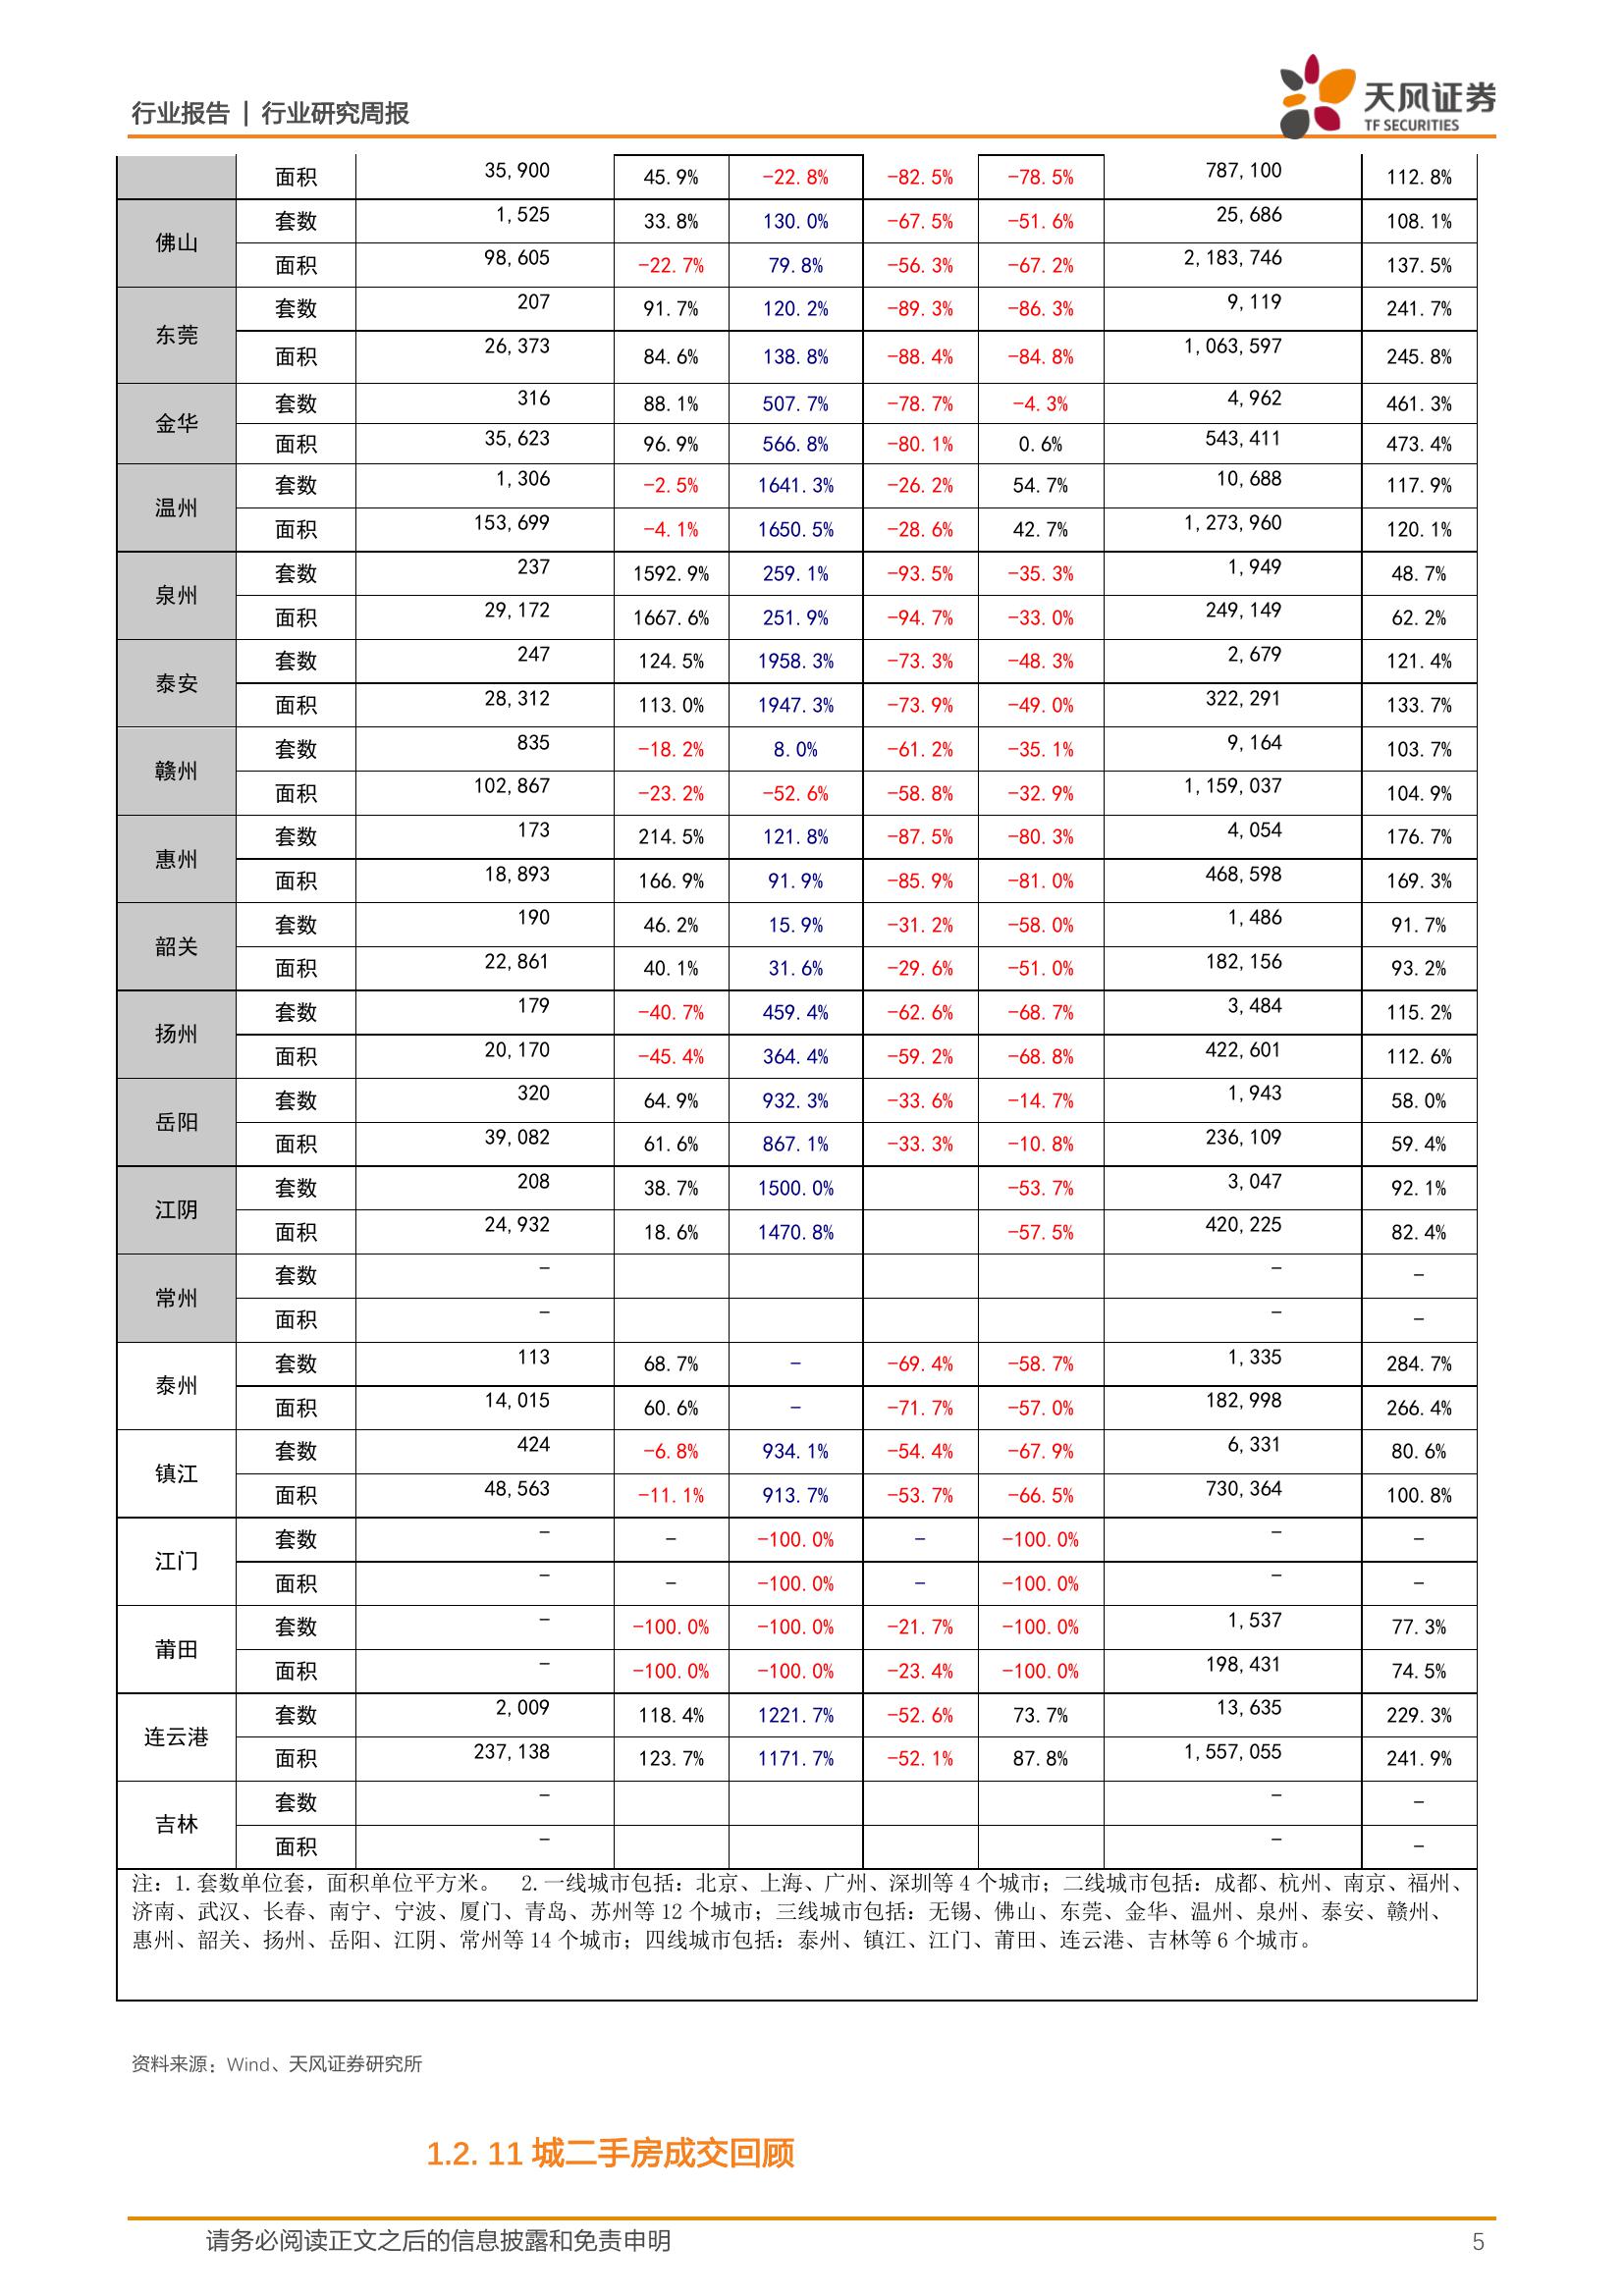 行业报告 | 行业研究周报
天风证券
TF SECURITIES
面积 35,900 45.9% -22.8% -82.5% -78.5% 787,100 112.8%
佛山 套数 1,525 33.8% 130.0% -67.5% -51.6% 25,686 108.1%
面积 98,605 -22.7% 79.8% -56.3% -67.2% 2,183,746 137.5%
东莞 套数 207 91.7% 120.2% -89.3% -86.3% 9,119 241.7%
面积 26,373 84.6% 138.8% -88.4% -84.8% 1,063,597 245.8%
金华 套数 316 88.1% 507.7% -78.7% -4.3% 4,962 461.3%
面积 35,623 96.9% 566.8% -80.1% 0.6% 543,411 473.4%
温州 套数 1,306 -2.5% 1641.3% -26.2% 54.7% 10,688 117.9%
面积 153,699 -4.1% 1650.5% -28.6% 42.7% 1,273,960 120.1%
泉州 套数 237 1592.9% 259.1% -93.5% -35.3% 1,949 48.7%
面积 29,172 1667.6% 251.9% -94.7% -33.0% 249,149 62.2%
泰安 套数 247 124.5% 1958.3% -73.3% -48.3% 2,679 121.4%
面积 28,312 113.0% 1947.3% -73.9% -49.0% 322,291 133.7%
赣州 套数 835 -18.2% 8.0% -61.2% -35.1% 9,164 103.7%
面积 102,867 -23.2% -52.6% -58.8% -32.9% 1,159,037 104.9%
惠州 套数 173 214.5% 121.8% -87.5% -80.3% 4,054 176.7%
面积 18,893 166.9% 91.9% -85.9% -81.0% 468,598 169.3%
韶关 套数 190 46.2% 15.9% -31.2% -58.0% 1,486 91.7%
面积 22,861 40.1% 31.6% -29.6% -51.0% 182,156 93.2%
扬州 套数 179 -40.7% 459.4% -62.6% -68.7% 3,484 115.2%
面积 20,170 -45.4% 364.4% -59.2% -68.8% 422,601 112.6%
岳阳 套数 320 64.9% 932.3% -33.6% -14.7% 1,943 58.0%
面积 39,082 61.6% 867.1% -33.3% -10.8% 236,109 59.4%
江阴 套数 208 38.7% 1500.0% -53.7% 3,047 92.1%
面积 24,932 18.6% 1470.8% -57.5% 420,225 82.4%
常州 套数 - - -
面积 - - -
泰州 套数 113 68.7% - -69.4% -58.7% 1,335 284.7%
面积 14,015 60.6% - -71.7% -57.0% 182,998 266.4%
镇江 套数 424 -6.8% 934.1% -54.4% -67.9% 6,331 80.6%
面积 48,563 -11.1% 913.7% -53.7% -66.5% 730,364 100.8%
江门 套数 - - -100.0% - -100.0% - -
面积 - - -100.0% - -100.0% - -
莆田 套数 - -100.0% -100.0% -21.7% -100.0% 1,537 77.3%
面积 - -100.0% -100.0% -23.4% -100.0% 198,431 74.5%
连云港 套数 2,009 118.4% 1221.7% -52.6% 73.7% 13,635 229.3%
面积 237,138 123.7% 1171.7% -52.1% 87.8% 1,557,055 241.9%
吉林 套数 - - -
面积 - - -
注：1.套数单位套，面积单位平方米。 2.一线城市包括：北京、上海、广州、深圳等 4 个城市；二线城市包括：成都、杭州、南京、福州、
济南、武汉、长春、南宁、宁波、厦门、青岛、苏州等 12 个城市；三线城市包括：无锡、佛山、东莞、金华、温州、泉州、泰安、赣州、
惠州、韶关、扬州、岳阳、江阴、常州等 14 个城市；四线城市包括：泰州、镇江、江门、莆田、连云港、吉林等 6 个城市。
资料来源：Wind、天风证券研究所
1.2. 11 城二手房成交回顾
请务必阅读正文之后的信息披露和免责申明 5